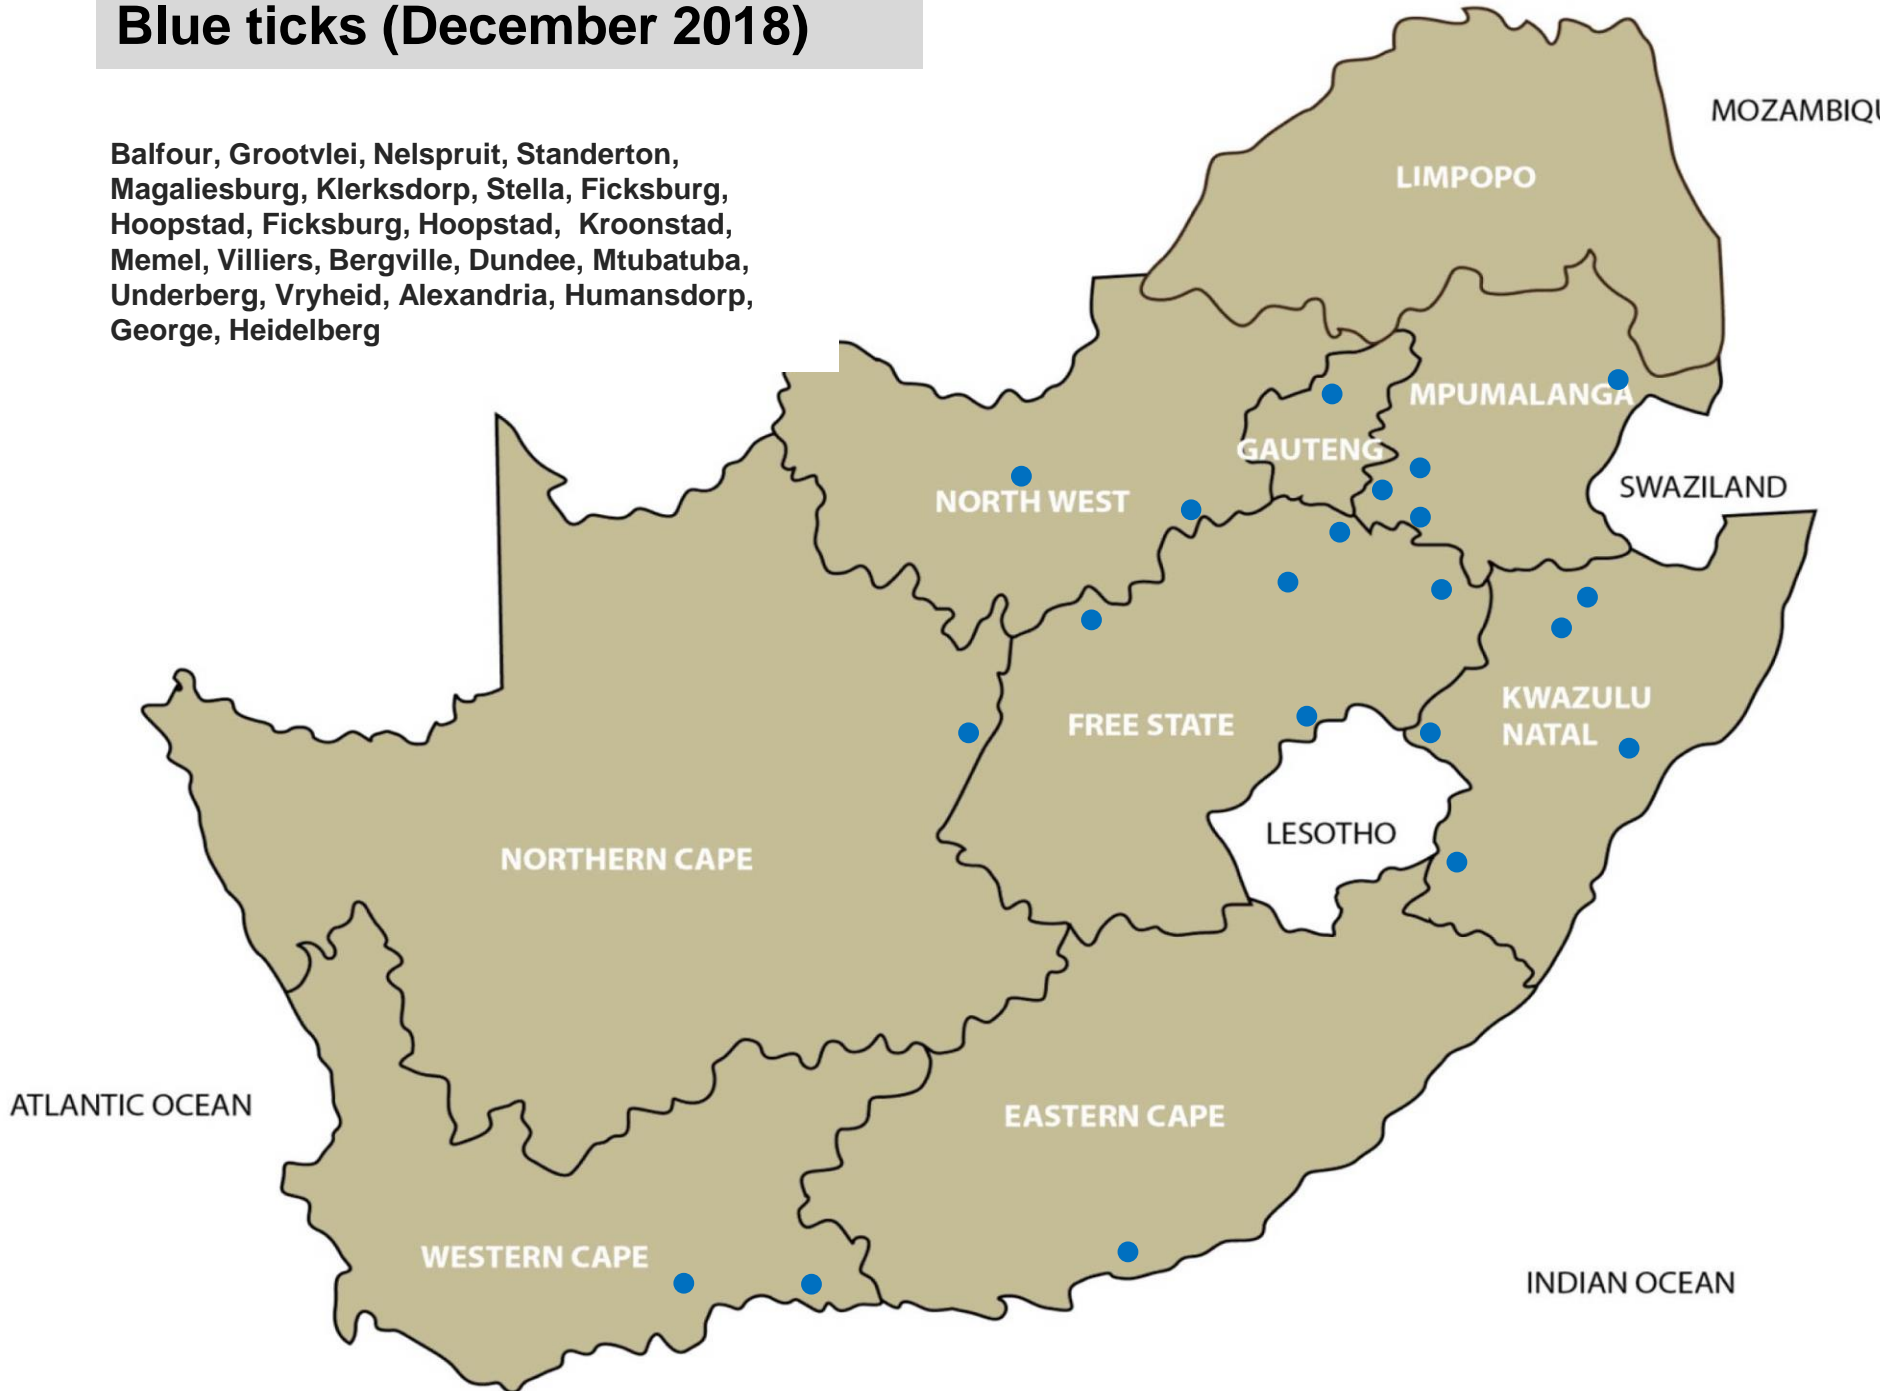 Blue ticks (December 2018)
Balfour, Grootvlei, Nelspruit, Standerton,
Magaliesburg, Klerksdorp, Stella, Ficksburg,
Hoopstad, Ficksburg, Hoopstad, Kroonstad,
Memel, Villiers, Bergville, Dundee, Mtubatuba,
Underberg, Vryheid, Alexandria, Humansdorp,
George, Heidelberg
MOZAMBIQU
LIMPOPO
MPUMALANGA
GAUTENG
SWAZILAND
NORTH WEST
KWAZULU
NATAL
FREE STATE
LESOTHO
NORTHERN CAPE
ATLANTIC OCEAN
EASTERN CAPE
WESTERN CAPE
INDIAN OCEAN